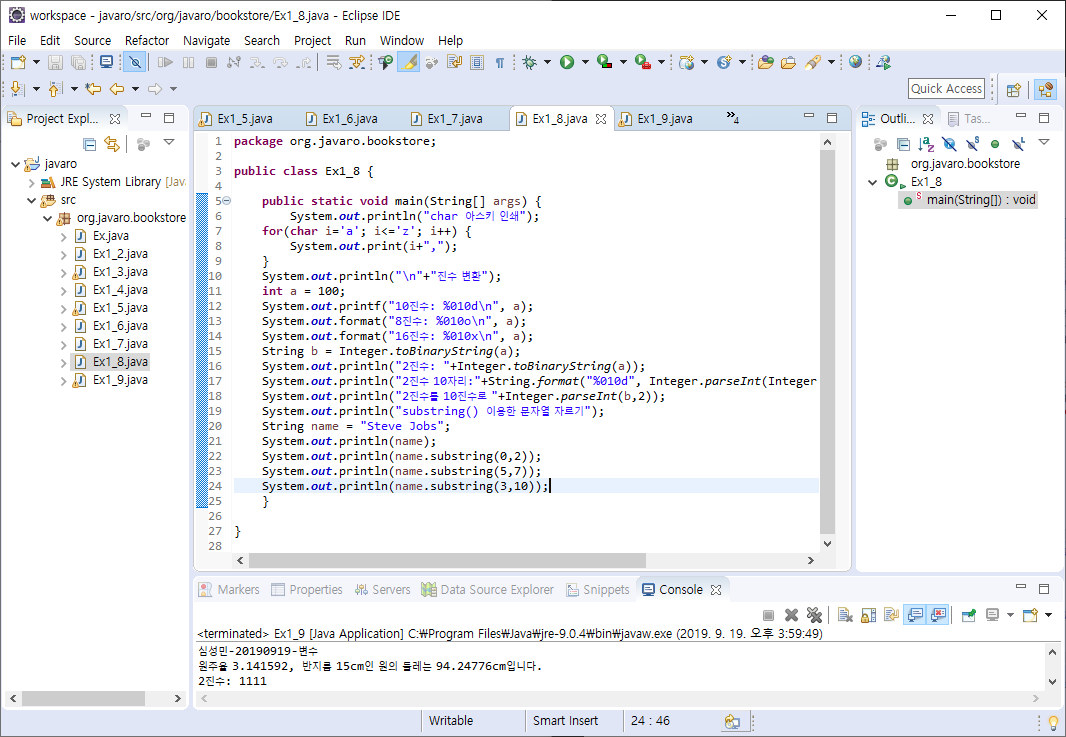 workspace - javaro/src/org/javaro/bookstore/Ex1_8.java - Eclipse IDE
File Edit Source Refactor Navigate Search Project Run Window Help
Quick Access
Project Expl...
javaro
JRE System Library [Jav
src
org.javaro.bookstore
Ex.java
Ex1_2.java
Ex1_3.java
Ex1_4.java
Ex1_5.java
Ex1_6.java
Ex1_7.java
Ex1_8.java
Ex1_9.java
Ex1_5.java Ex1_6.java Ex1_7.java Ex1_8.java Ex1_9.java »4
1 package org.javaro.bookstore;
2
3 public class Ex1_8 {
4
5 public static void main(String[] args) {
6 System.out.println("char 아스키 인쇄");
7 for(char i='a'; i<='z'; i++) {
8 System.out.print(i+",");
9 }
10 System.out.println("\n"+"진수 변환");
11 int a = 100;
12 System.out.printf("10진수: %010d\n", a);
13 System.out.format("8진수: %010o\n", a);
14 System.out.format("16진수: %010x\n", a);
15 String b = Integer.toBinaryString(a);
16 System.out.println("2진수: "+Integer.toBinaryString(a));
17 System.out.println("2진수 10자리:"+String.format("%010d", Integer.parseInt(Integer
18 System.out.println("2진수를 10진수로 "+Integer.parseInt(b,2));
19 System.out.println("substring() 이용한 문자열 자르기");
20 String name = "Steve Jobs";
21 System.out.println(name);
22 System.out.println(name.substring(0,2));
23 System.out.println(name.substring(5,7));
24 System.out.println(name.substring(3,10));
25 }
26
27 }
28
Outli... Tas...
org.javaro.bookstore
Ex1_8
main(String[]) : void
Markers Properties Servers Data Source Explorer Snippets Console
<terminated> Ex1_9 [Java Application] C:₩Program Files₩Java₩jre-9.0.4₩bin₩javaw.exe (2019. 9. 19. 오후 3:59:49)
심성민-20190919-변수
원주율 3.141592, 반지름 15cm인 원의 둘레는 94.24776cm입니다.
2진수: 1111
Writable Smart Insert 24 : 46